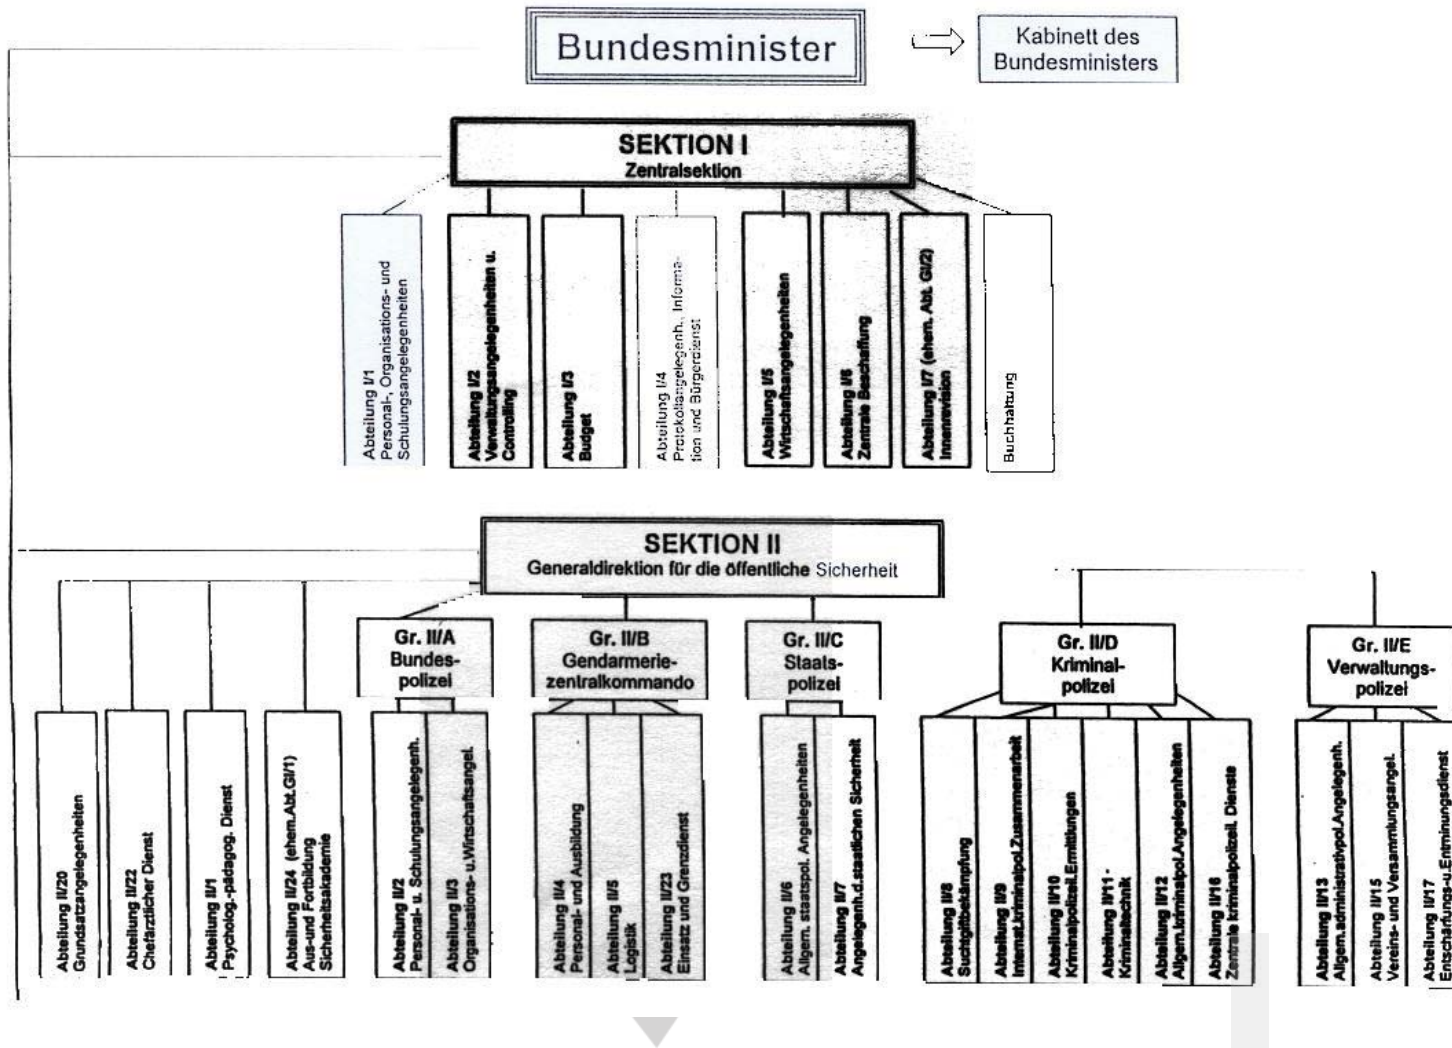 Bundesminister
Kabinett des
Bundesministers
SEKTION I
Zentralsektion
Abteilung I/1
Personal-, Organisations- und
Schulungsangelegenheiten
Abteilung I/2
Verwaltungsangelegenheiten u.
Controlling
Abteilung I/3
Budget
Abteilung I/4
Protokollangelegenh., Informa-
tion und Bürgerdienst
Abteilung I/5
Wirtschaftsangelegenheiten
Abteilung I/6
Zentrale Beschaffung
Abteilung I/7 (ehem. Abt. GI/2)
Innenrevision
Buchhaltung
SEKTION II
Generaldirektion für die öffentliche Sicherheit
Gr. II/A
Bundes-
polizei
Gr. II/B
Gendarmerie-
zentralkommando
Gr. II/C
Staats-
polizei
Gr. II/D
Kriminal-
polizei
Gr. II/E
Verwaltungs-
polizei
Abteilung II/20
Grundsatzangelegenheiten
Abteilung II/22
Chefärztlicher Dienst
Abteilung II/1
Psycholog.-pädagog. Dienst
Abteilung II/24 (ehem.Abt.GI/1)
Aus-und Fortbildung
Sicherheitsakademie
Abteilung II/2
Personal- u. Schulungsangelegenh.
Abteilung II/3
Organisations- u.Wirtschaftsangel.
Abteilung II/4
Personal- und Ausbildung
Abteilung II/5
Logistik
Abteilung II/23
Einsatz und Grenzdienst
Abteilung II/6
Allgem. staatspol. Angelegenheiten
Abteilung II/7
Angelegenh.d.staatlichen Sicherheit
Abteilung II/8
Suchtgiftbekämpfung
Abteilung II/9
Internat.kriminalpol.Zusammenarbeit
Abteilung II/10
Kriminalpolizeil.Ermittlungen
Abteilung II/11-
Kriminaltechnik
Abteilung II/12
Allgem.kriminalpol.Angelegenheiten
Abteilung II/16
Zentrale kriminalpolizeil. Dienste
Abteilung II/13
Allgem.administrativpol.Angelegenh.
Abteilung II/15
Vereins- und Versammlungsangel.
Abteilung II/17
Entschärfungs-u.Entminungsdienst